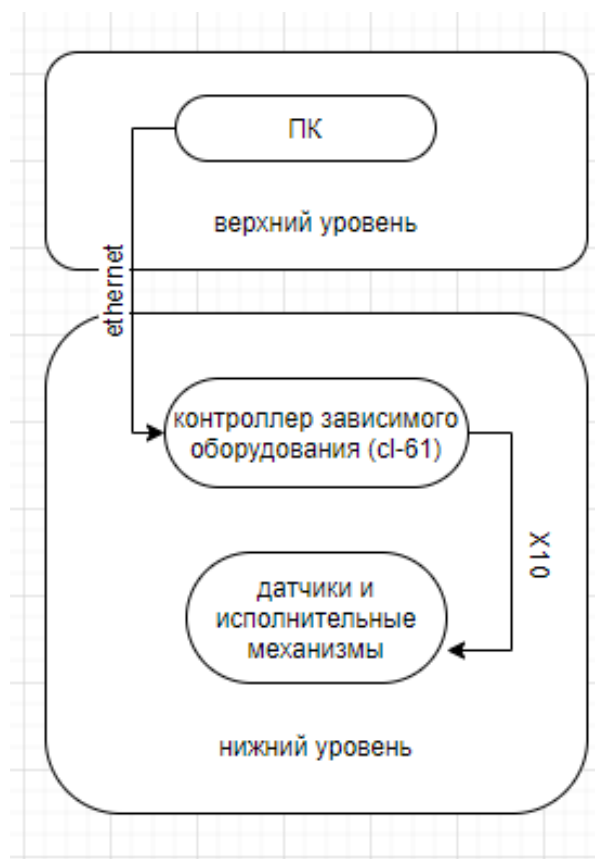 ПК
верхний уровень
ethernet
контроллер зависимого
оборудования (cl-61)
X10
датчики и
исполнительные
механизмы
нижний уровень